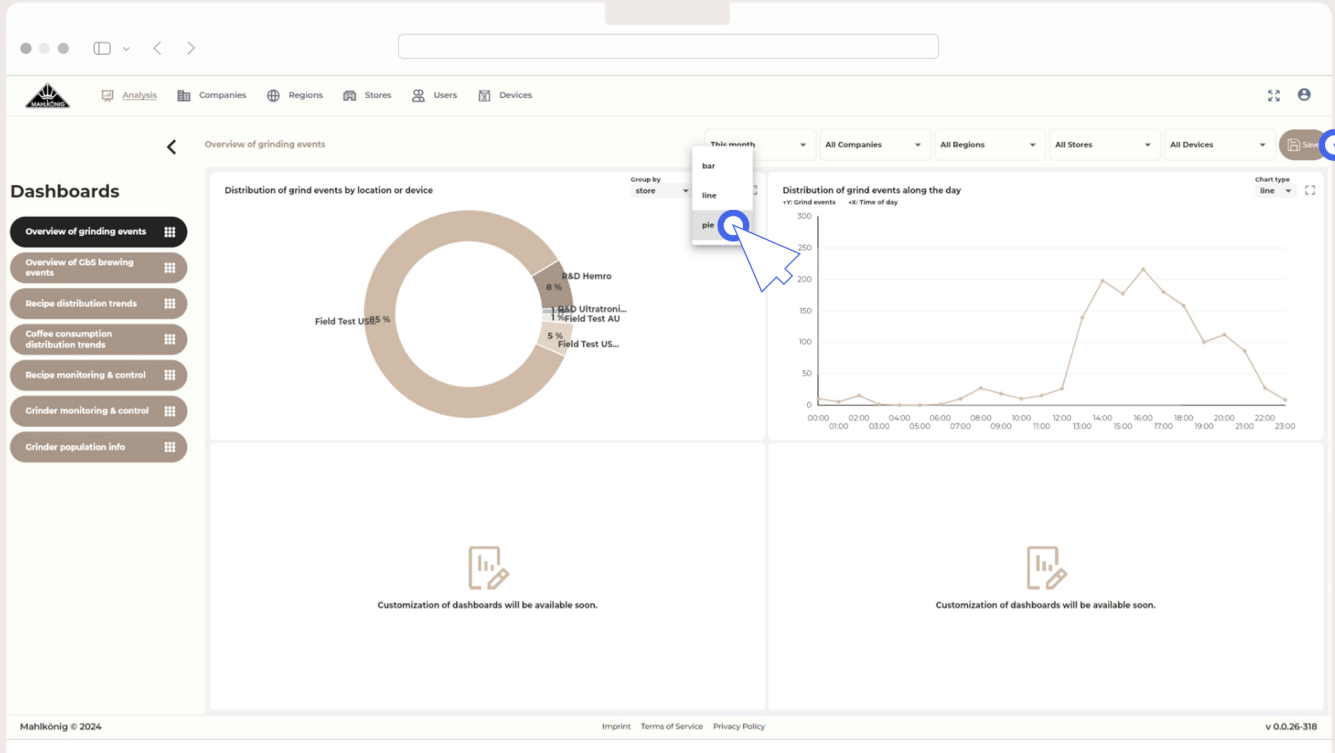 MAHLKÖNIG
Analysis
Companies
Regions
Stores
Users
Devices
Overview of grinding events
This month
All Companies
All Regions
All Stores
All Devices
Save
Dashboards
Overview of grinding events
Overview of GbS brewing
events
Recipe distribution trends
Coffee consumption
distribution trends
Recipe monitoring & control
Grinder monitoring & control
Grinder population info
Distribution of grind events by location or device
Group by
store
bar
line
pie
R&D Hemro
8 %
R&D Ultratroni...
1 %
Field Test AU
5 %
Field Test US...
Field Test US...
85 %
Distribution of grind events along the day
+Y: Grind events +X: Time of day
Chart type
line
300
250
200
150
100
50
0
00:00 02:00 04:00 06:00 08:00 10:00 12:00 14:00 16:00 18:00 20:00 22:00
01:00 03:00 05:00 07:00 09:00 11:00 13:00 15:00 17:00 19:00 21:00 23:00
Customization of dashboards will be available soon.
Customization of dashboards will be available soon.
Mahlkönig © 2024
Imprint Terms of Service Privacy Policy
v 0.0.26-318